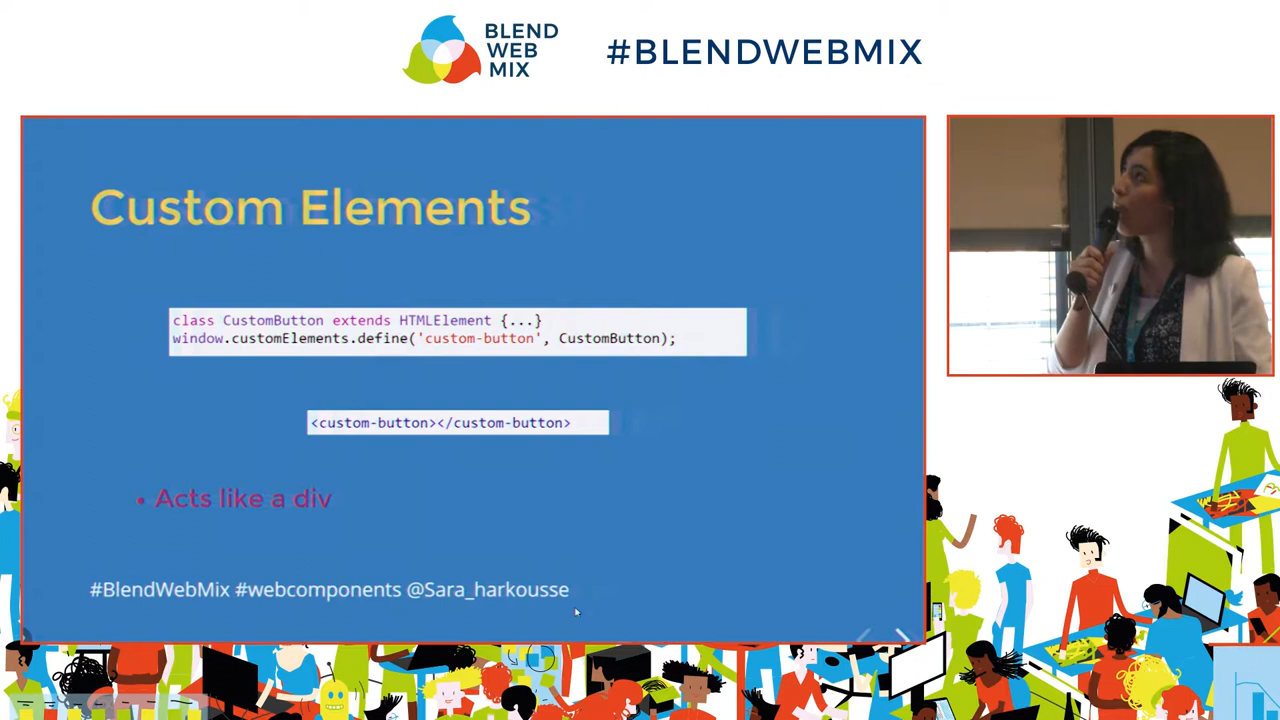 BLEND
WEB
MIX
#BLENDWEBMIX
Custom Elements
class CustomButton extends HTMLElement {...}
window.customElements.define('custom-button', CustomButton);
<custom-button></custom-button>
• Acts like a div
#BlendWebMix #webcomponents @Sara_harkousse